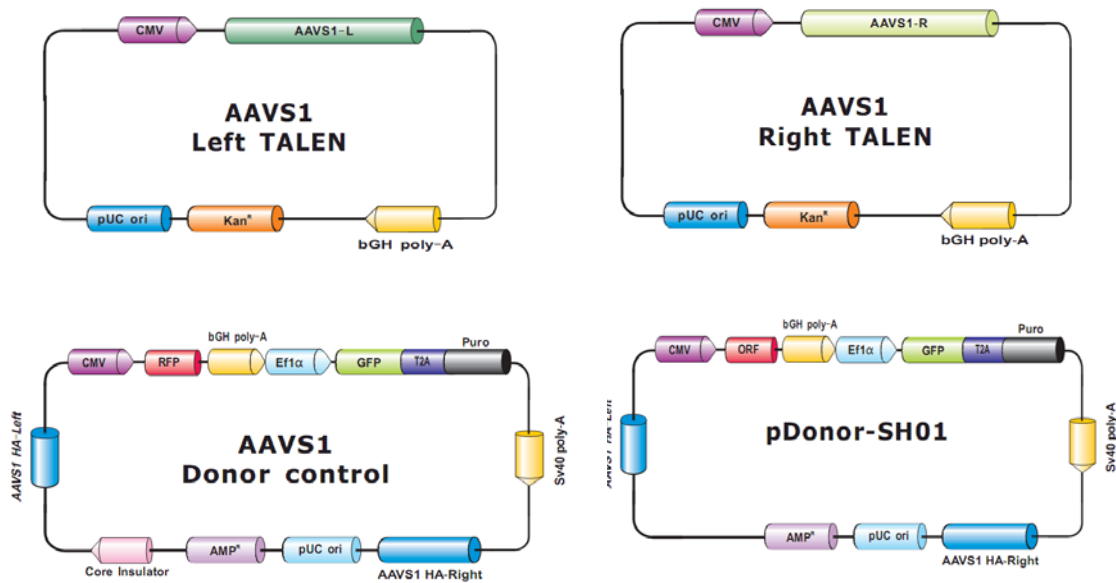 CMV
AAVS1-L
AAVS1
Left TALEN
pUC ori
Kanᴿ
bGH poly-A
CMV
AAVS1-R
AAVS1
Right TALEN
pUC ori
Kanᴿ
bGH poly-A
bGH poly-A
Puro
CMV
RFP
Ef1α
GFP
T2A
AAVS1 HA-Left
AAVS1
Donor control
Sv40 poly-A
AMPᴿ
pUC ori
Core Insulator
AAVS1 HA-Right
bGH poly-A
Puro
CMV
ORF
Ef1α
GFP
T2A
AAVS1 HA-Left
pDonor-SH01
Sv40 poly-A
AMPᴿ
pUC ori
AAVS1 HA-Right